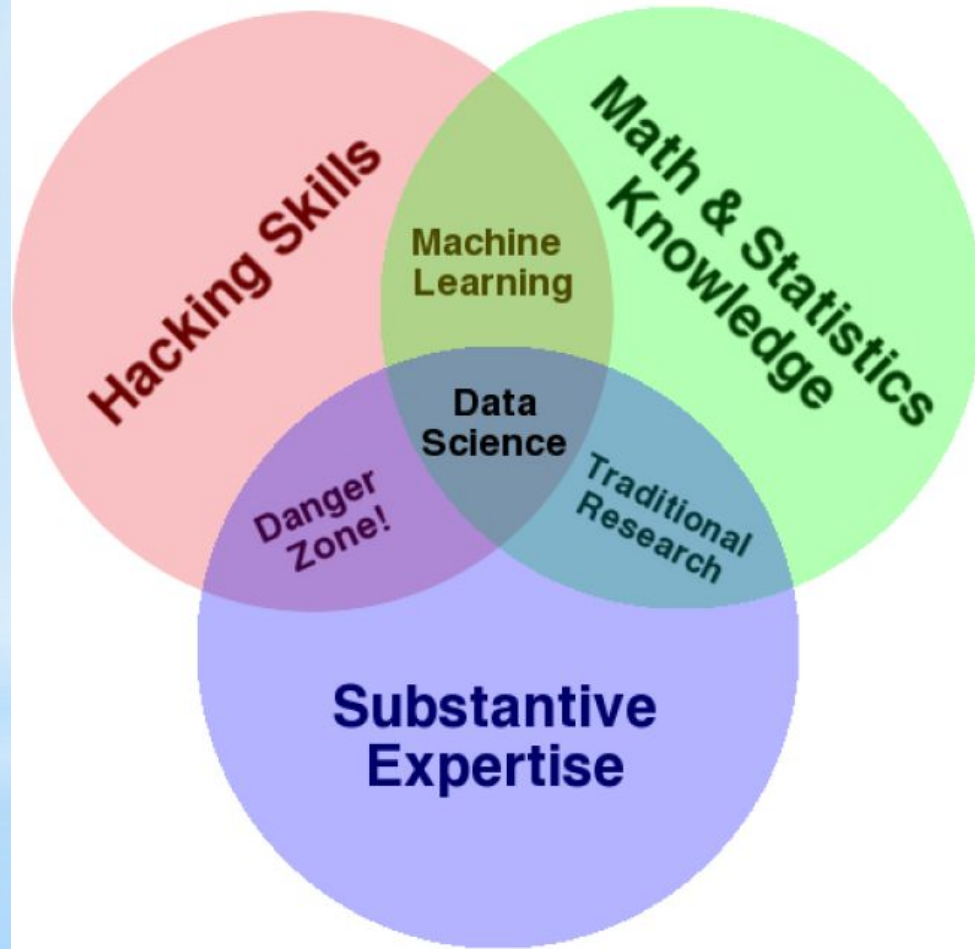 Hacking Skills
Math & Statistics
Knowledge
Machine
Learning
Data
Science
Danger
Zone!
Traditional
Research
Substantive
Expertise